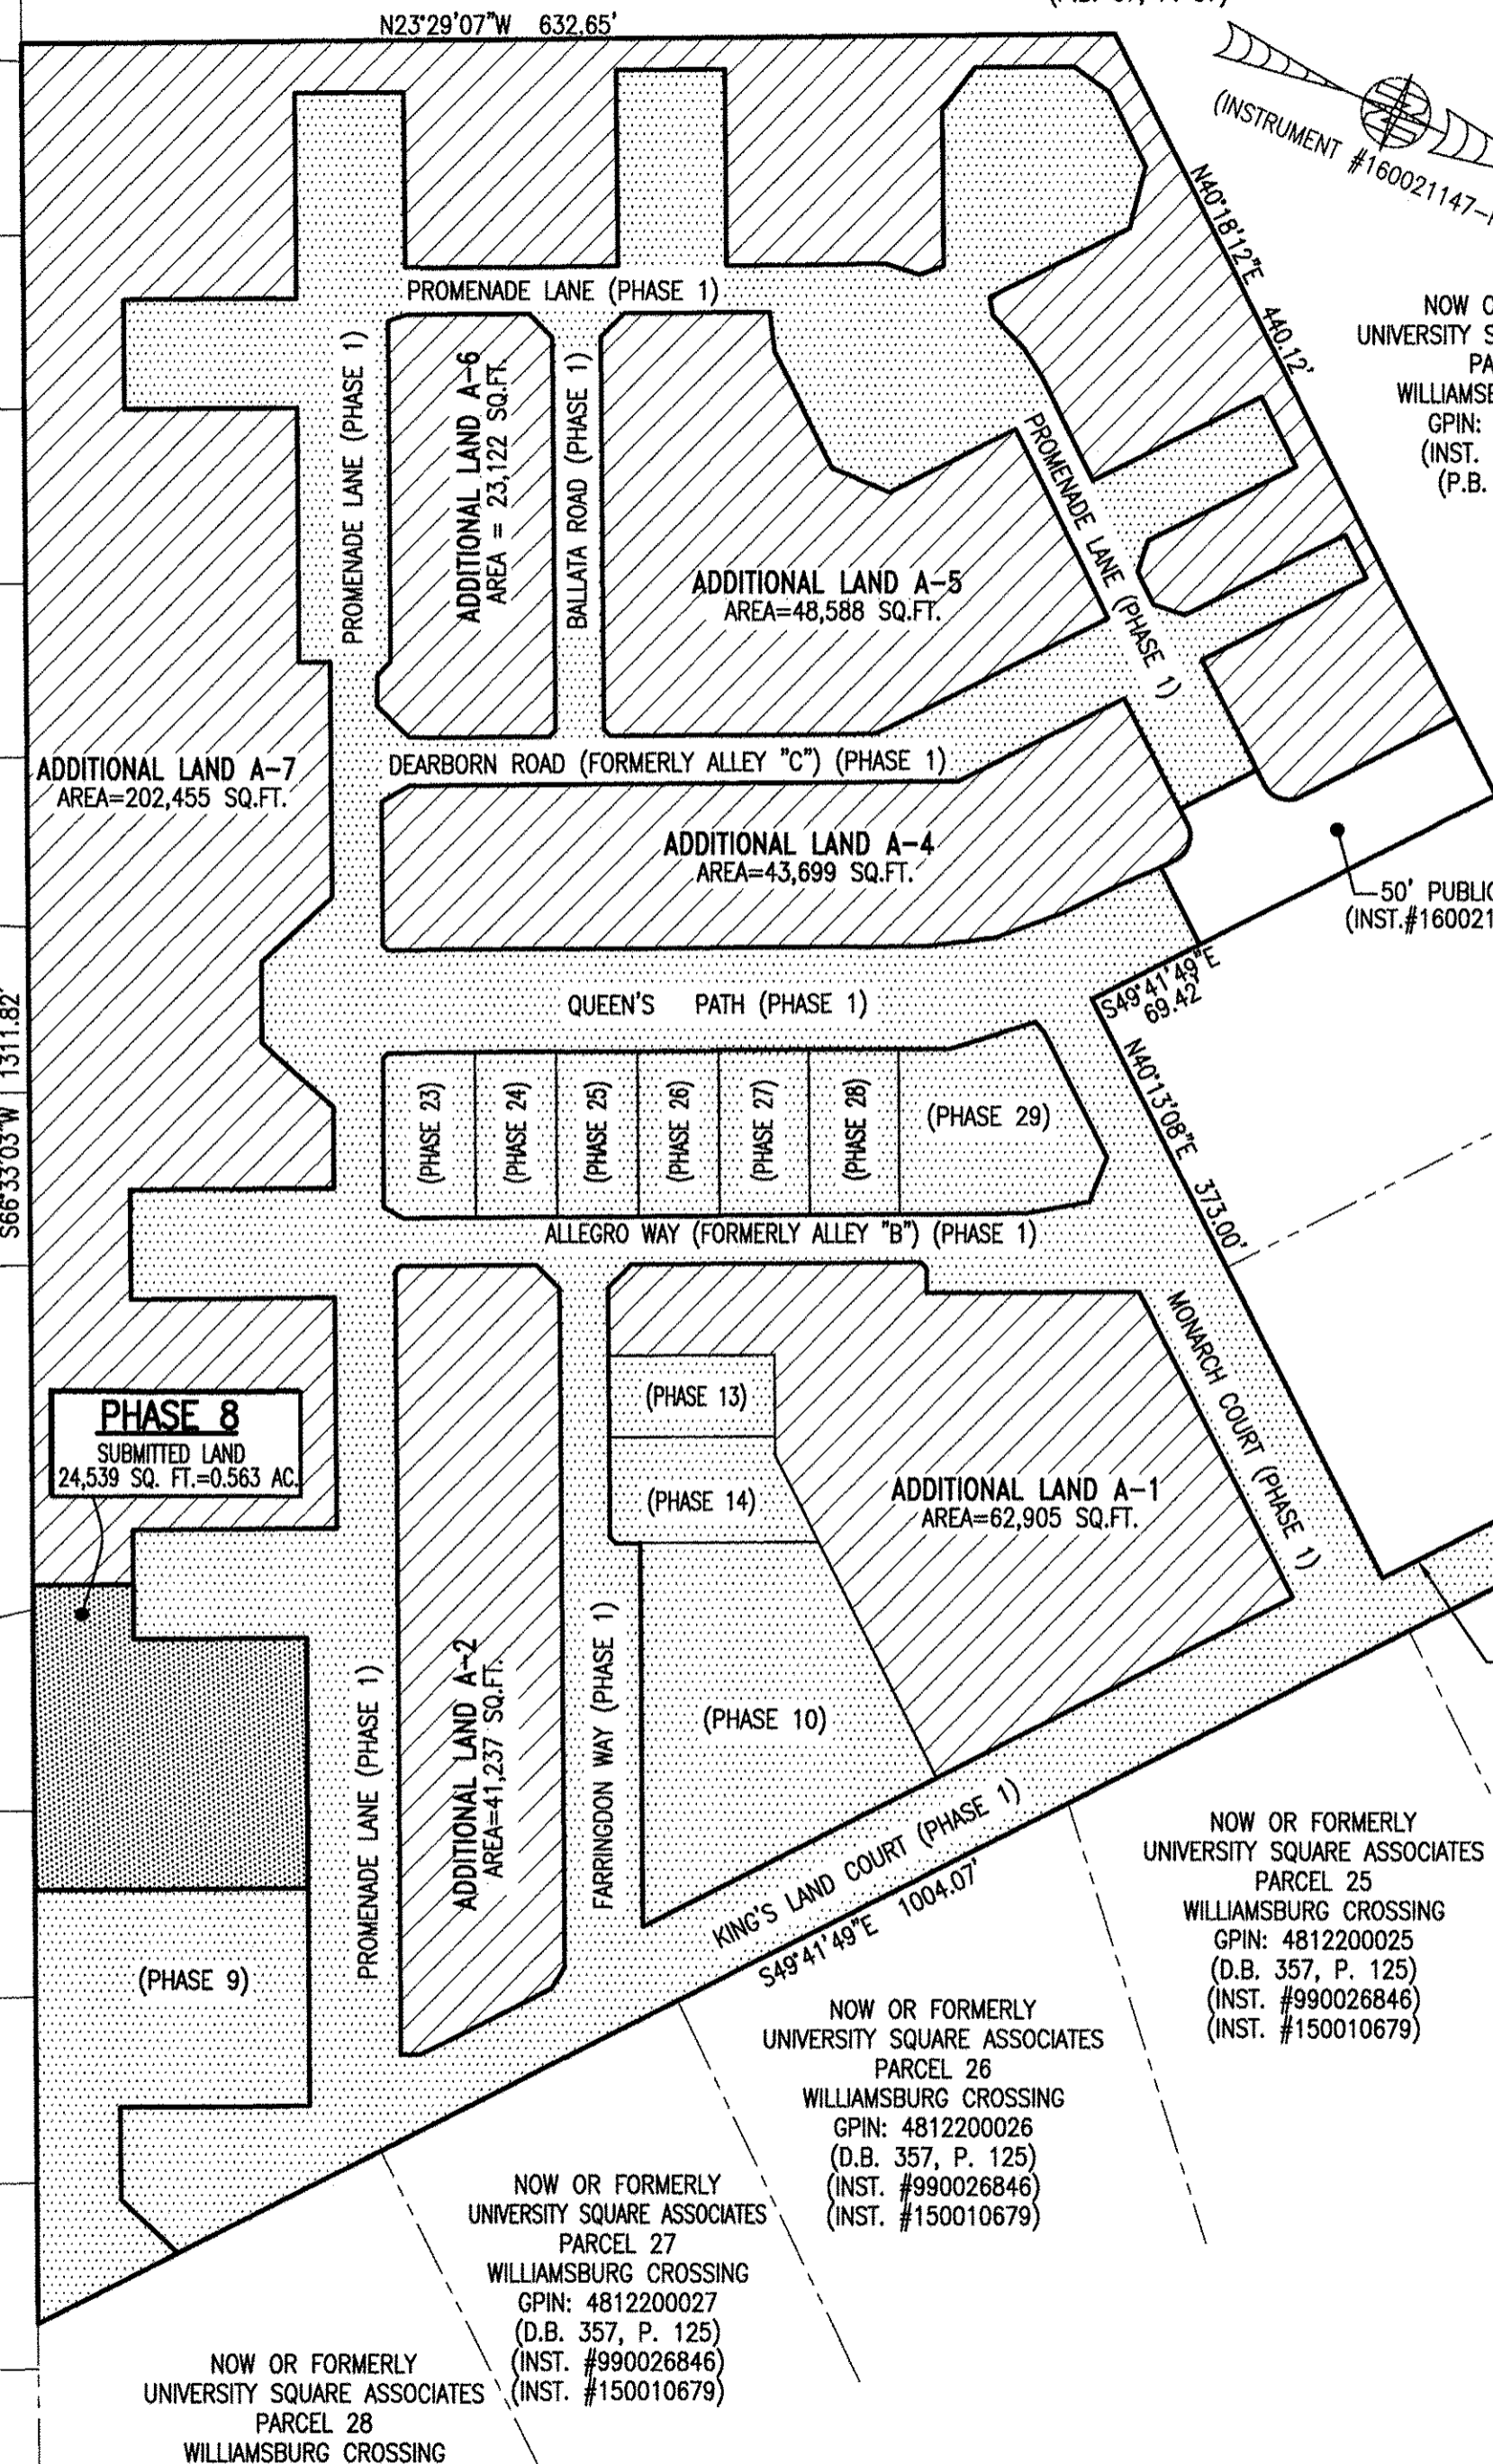 N23°29'07"W 632.65'
(INSTRUMENT #160021147-
N40°18'12"E 440.12'
NOW O
UNIVERSITY S
PA
WILLIAMSB
GPIN:
(INST.
(P.B.
PROMENADE LANE (PHASE 1)
PROMENADE LANE (PHASE 1)
ADDITIONAL LAND A-6
AREA = 23,122 SQ.FT.
BALLATA ROAD (PHASE 1)
ADDITIONAL LAND A-5
AREA=48,588 SQ.FT.
PROMENADE LANE (PHASE 1)
ADDITIONAL LAND A-7
AREA=202,455 SQ.FT.
DEARBORN ROAD (FORMERLY ALLEY "C") (PHASE 1)
ADDITIONAL LAND A-4
AREA=43,699 SQ.FT.
50' PUBLIC
(INST.#160021
S49°41'49"E
69.42'
S66°33'03"W 1311.82'
QUEEN'S PATH (PHASE 1)
N40°13'08"E 373.00'
(PHASE 23)
(PHASE 24)
(PHASE 25)
(PHASE 26)
(PHASE 27)
(PHASE 28)
(PHASE 29)
ALLEGRO WAY (FORMERLY ALLEY "B") (PHASE 1)
MONARCH COURT (PHASE 1)
PHASE 8
SUBMITTED LAND
24,539 SQ. FT.=0.563 AC.
(PHASE 13)
(PHASE 14)
ADDITIONAL LAND A-1
AREA=62,905 SQ.FT.
PROMENADE LANE (PHASE 1)
ADDITIONAL LAND A-2
AREA=41,237 SQ.FT.
FARRINGDON WAY (PHASE 1)
(PHASE 10)
KING'S LAND COURT (PHASE 1)
S49°41'49"E 1004.07'
(PHASE 9)
NOW OR FORMERLY
UNIVERSITY SQUARE ASSOCIATES
PARCEL 25
WILLIAMSBURG CROSSING
GPIN: 4812200025
(D.B. 357, P. 125)
(INST. #990026846)
(INST. #150010679)
NOW OR FORMERLY
UNIVERSITY SQUARE ASSOCIATES
PARCEL 26
WILLIAMSBURG CROSSING
GPIN: 4812200026
(D.B. 357, P. 125)
(INST. #990026846)
(INST. #150010679)
NOW OR FORMERLY
UNIVERSITY SQUARE ASSOCIATES
PARCEL 27
WILLIAMSBURG CROSSING
GPIN: 4812200027
(D.B. 357, P. 125)
(INST. #990026846)
(INST. #150010679)
NOW OR FORMERLY
UNIVERSITY SQUARE ASSOCIATES
PARCEL 28
WILLIAMSBURG CROSSING